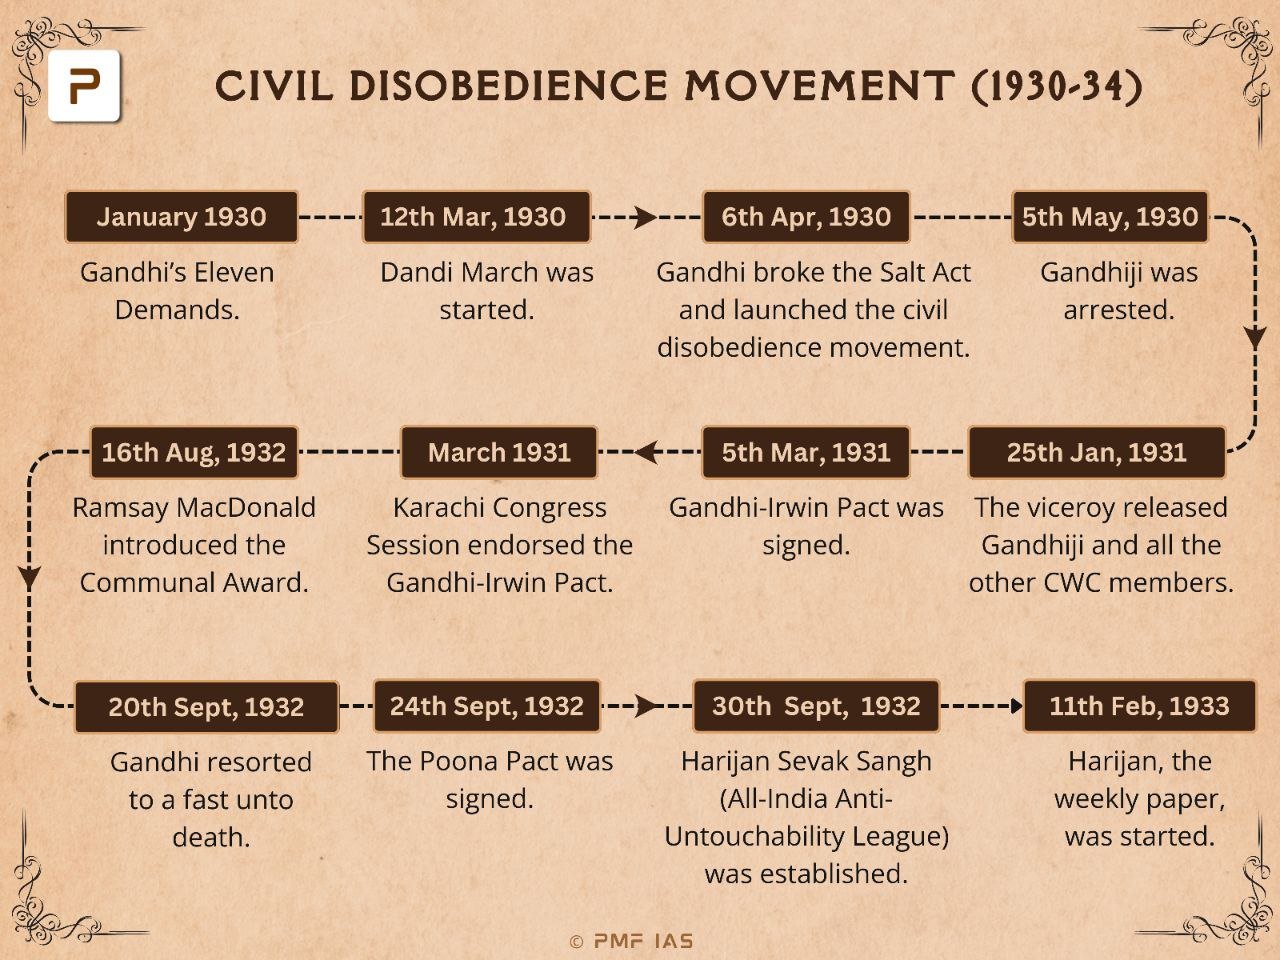 P
CIVIL DISOBEDIENCE MOVEMENT (1930-34)
January 1930
Gandhi’s Eleven
Demands.
12th Mar, 1930
Dandi March was
started.
6th Apr, 1930
Gandhi broke the Salt Act
and launched the civil
disobedience movement.
5th May, 1930
Gandhiji was
arrested.
25th Jan, 1931
The viceroy released
Gandhiji and all the
other CWC members.
5th Mar, 1931
Gandhi-Irwin Pact was
signed.
March 1931
Karachi Congress
Session endorsed the
Gandhi-Irwin Pact.
16th Aug, 1932
Ramsay MacDonald
introduced the
Communal Award.
20th Sept, 1932
Gandhi resorted
to a fast unto
death.
24th Sept, 1932
The Poona Pact was
signed.
30th Sept, 1932
Harijan Sevak Sangh
(All-India Anti-
Untouchability League)
was established.
11th Feb, 1933
Harijan, the
weekly paper,
was started.
© PMF IAS